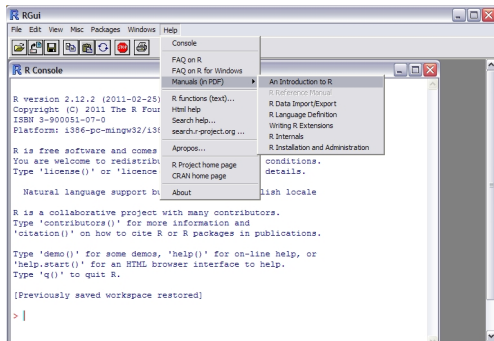 RGui
File Edit View Misc Packages Windows Help
STOP
Console
FAQ on R
FAQ on R for Windows
Manuals (in PDF)
R functions (text)...
Html help
Search help...
search.r-project.org ...
Apropos...
R Project home page
CRAN home page
About
An Introduction to R
R Reference Manual
R Data Import/Export
R Language Definition
Writing R Extensions
R Internals
R Installation and Administration
R Console
R version 2.12.2 (2011-02-25)
Copyright (C) 2011 The R Four
ISBN 3-900051-07-0
Platform: i386-pc-mingw32/i38
R is free software and comes
You are welcome to redistribu conditions.
Type 'license()' or 'licence details.
Natural language support bu lish locale
R is a collaborative project with many contributors.
Type 'contributors()' for more information and
'citation()' on how to cite R or R packages in publications.
Type 'demo()' for some demos, 'help()' for on-line help, or
'help.start()' for an HTML browser interface to help.
Type 'q()' to quit R.
[Previously saved workspace restored]
> |